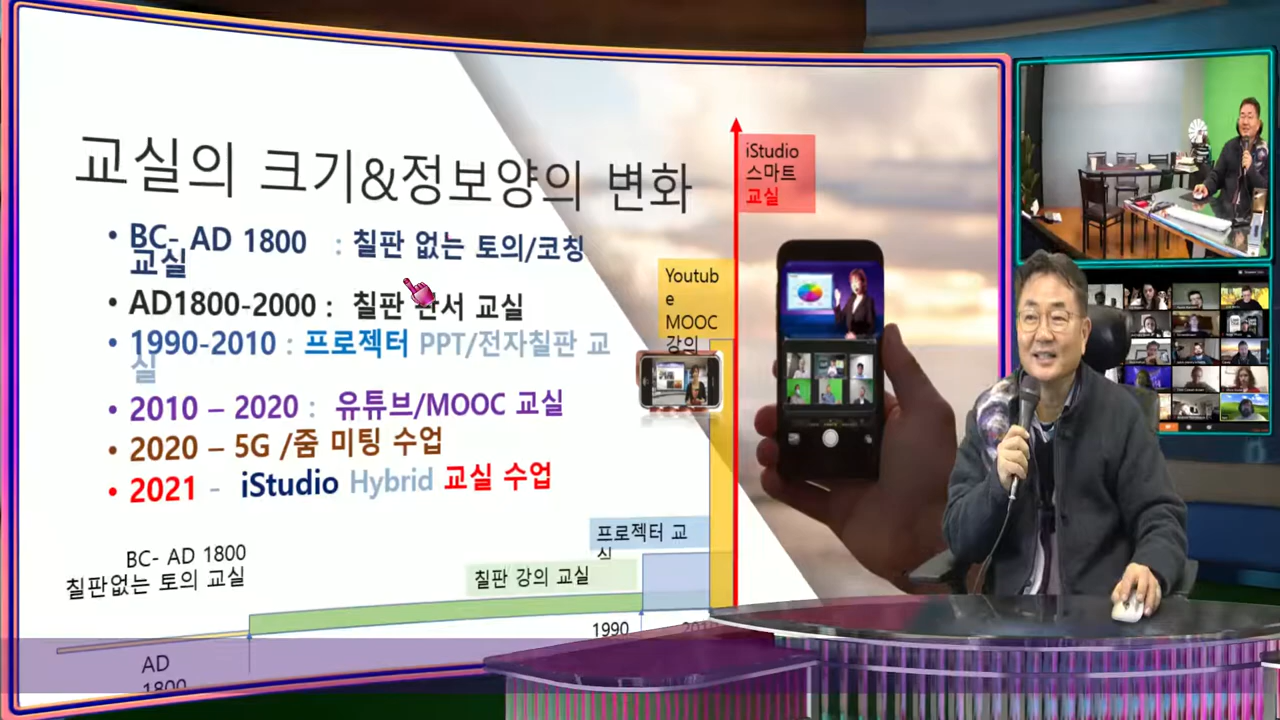 교실의 크기&정보양의 변화
• BC- AD 1800 : 칠판 없는 토의/코칭
교실
• AD1800-2000 : 칠판 판서 교실
• 1990-2010 : 프로젝터 PPT/전자칠판 교
실
• 2010 – 2020 : 유튜브/MOOC 교실
• 2020 – 5G /줌 미팅 수업
• 2021 - iStudio Hybrid 교실 수업
iStudio
스마트
교실
Youtub
e
MOOC
강의
프로젝터 교
실
칠판 강의 교실
BC- AD 1800
칠판없는 토의 교실
1990
AD
1800